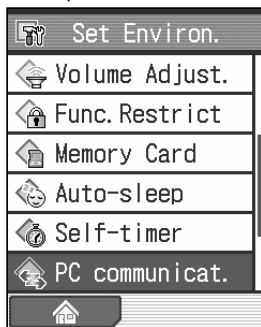 Set Environ.
Volume Adjust.
Func.Restrict
Memory Card
Auto-sleep
Self-timer
PC communicat.